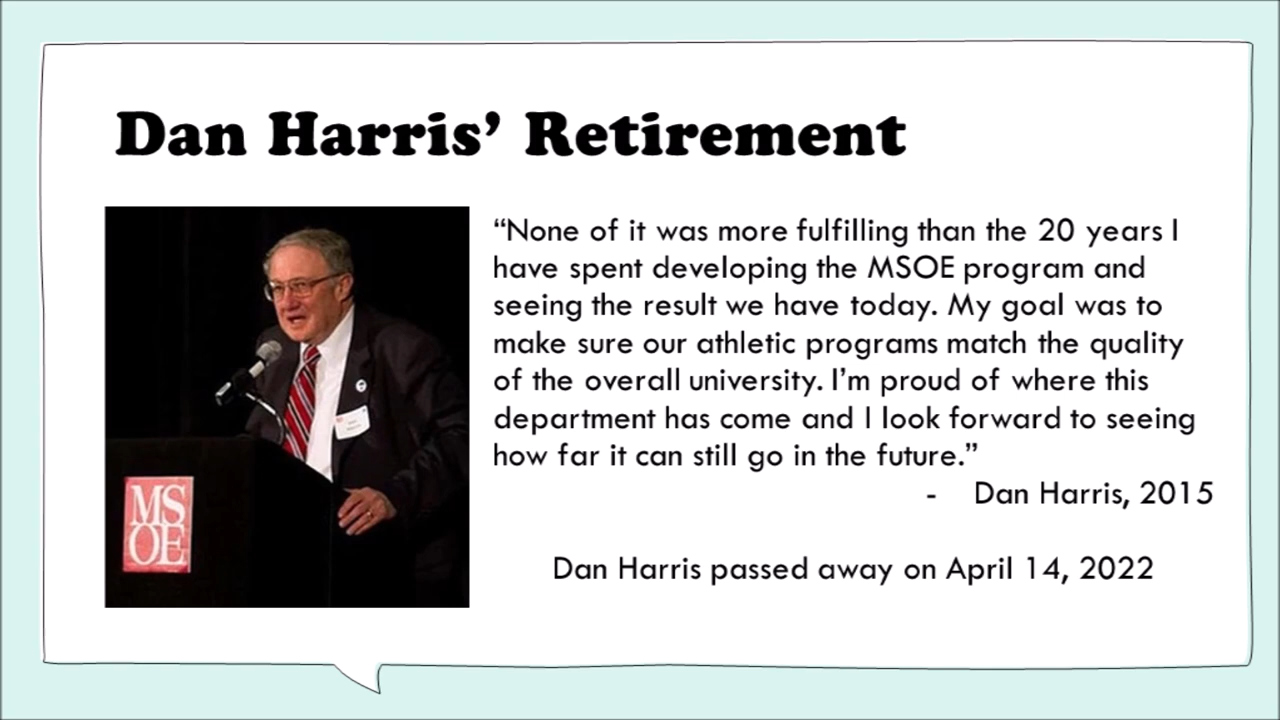 Dan Harris’ Retirement
“None of it was more fulfilling than the 20 years I
have spent developing the MSOE program and
seeing the result we have today. My goal was to
make sure our athletic programs match the quality
of the overall university. I’m proud of where this
department has come and I look forward to seeing
how far it can still go in the future.”
- Dan Harris, 2015
Dan Harris passed away on April 14, 2022
MS
OE